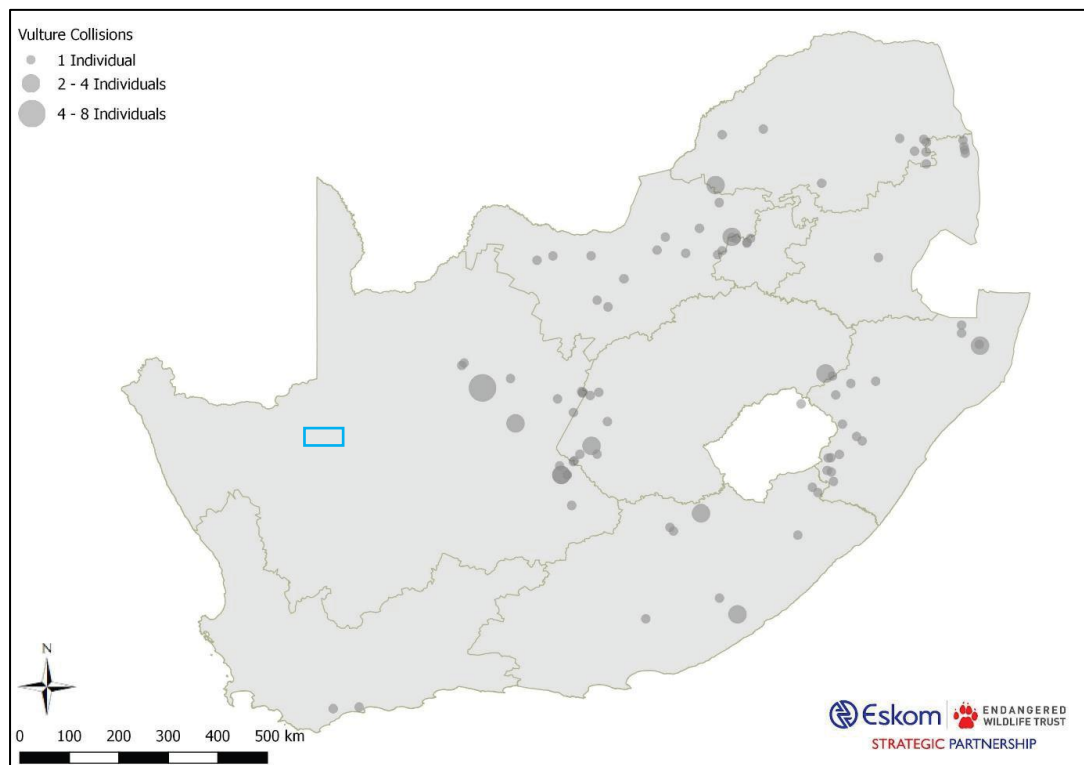 Vulture Collisions
1 Individual
2 - 4 Individuals
4 - 8 Individuals
N
0 100 200 300 400 500 km
Eskom
ENDANGERED
WILDLIFE TRUST
STRATEGIC PARTNERSHIP